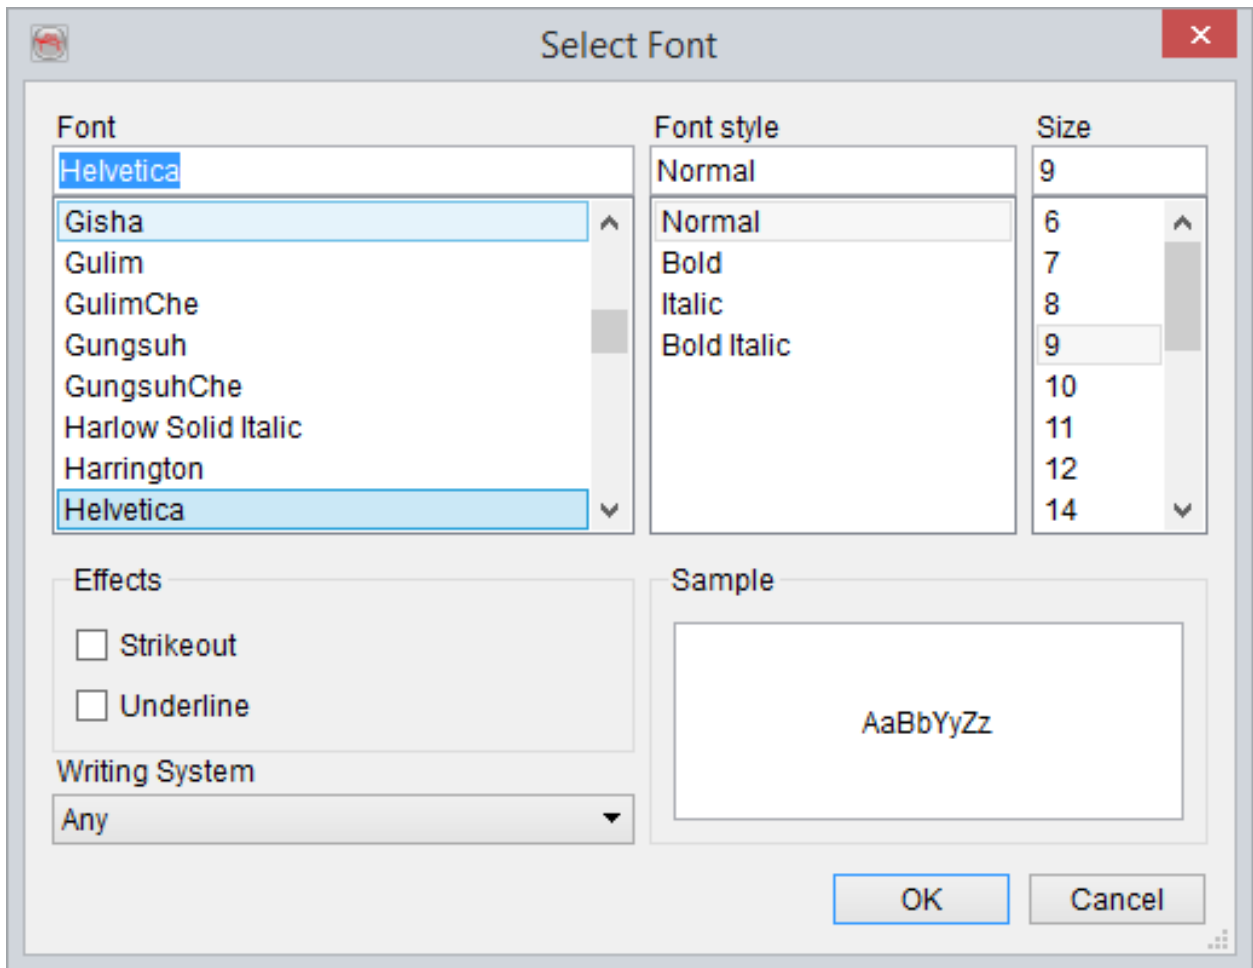 Select Font
Font
Helvetica
Gisha
Gulim
GulimChe
Gungsuh
GungsuhChe
Harlow Solid Italic
Harrington
Helvetica
Font style
Normal
Normal
Bold
Italic
Bold Italic
Size
9
6
7
8
9
10
11
12
14
Effects
Strikeout
Underline
Writing System
Any
Sample
AaBbYyZz
OK
Cancel